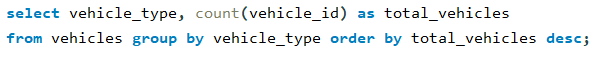 select vehicle_type, count(vehicle_id) as total_vehicles
from vehicles group by vehicle_type order by total_vehicles desc;